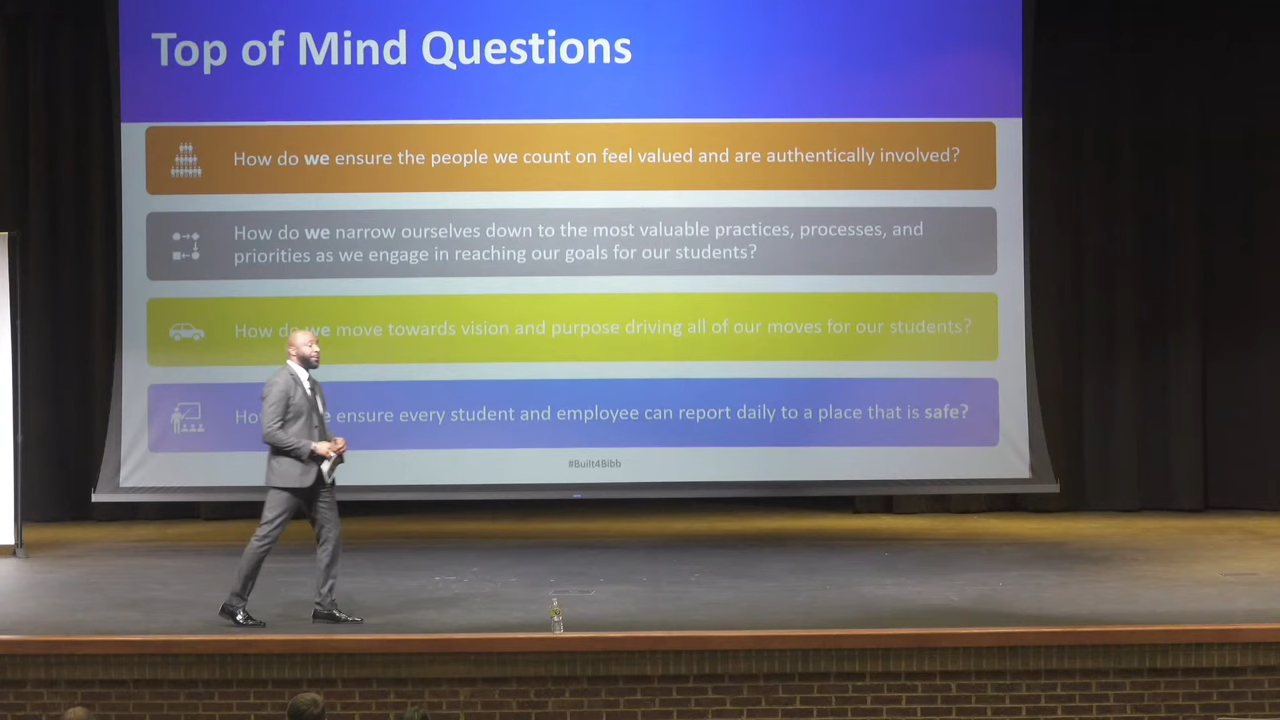 Top of Mind Questions
How do we ensure the people we count on feel valued and are authentically involved?
How do we narrow ourselves down to the most valuable practices, processes, and
priorities as we engage in reaching our goals for our students?
How do we move towards vision and purpose driving all of our moves for our students?
How ensure every student and employee can report daily to a place that is safe?
#Built4Bibb